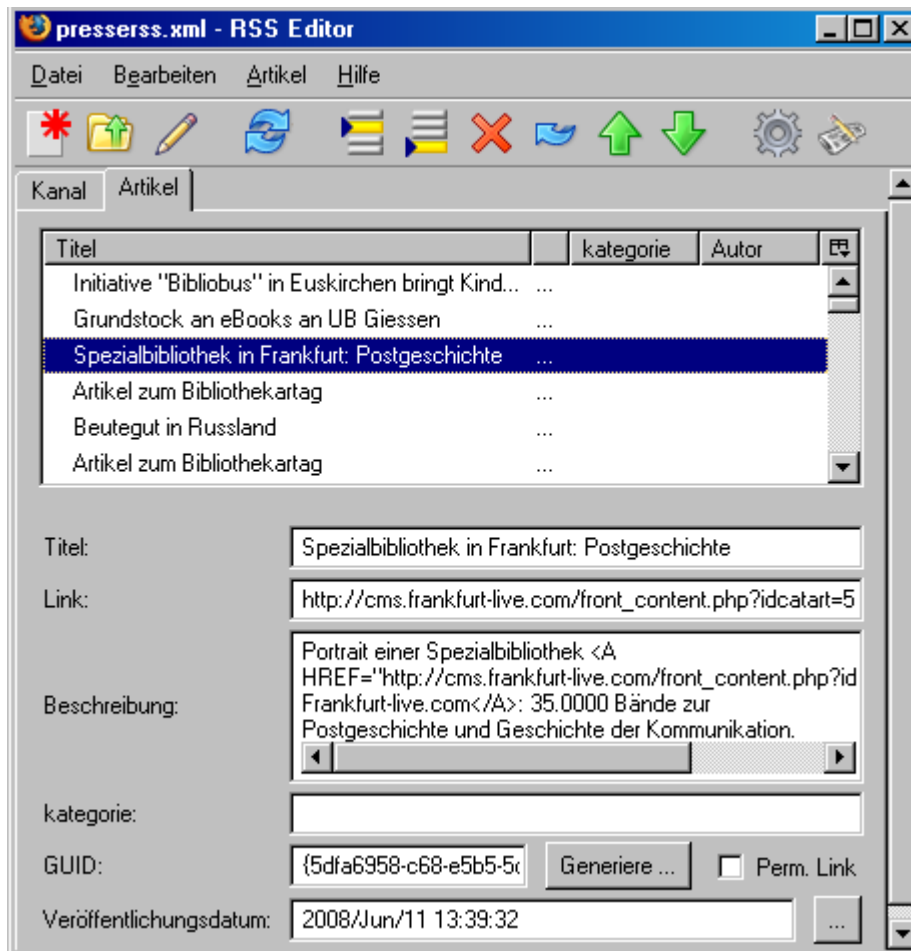 presserss.xml - RSS Editor
Datei Bearbeiten Artikel Hilfe
Kanal Artikel
Titel kategorie Autor
Initiative "Bibliobus" in Euskirchen bringt Kind... ...
Grundstock an eBooks an UB Giessen ...
Spezialbibliothek in Frankfurt: Postgeschichte ...
Artikel zum Bibliothekartag ...
Beutegut in Russland ...
Artikel zum Bibliothekartag ...
Titel: Spezialbibliothek in Frankfurt: Postgeschichte
Link: http://cms.frankfurt-live.com/front_content.php?idcatart=5
Beschreibung:
Portrait einer Spezialbibliothek <A
HREF="http://cms.frankfurt-live.com/front_content.php?id
Frankfurt-live.com</A>: 35.0000 Bände zur
Postgeschichte und Geschichte der Kommunikation.
kategorie:
GUID: {5dfa6958-c68-e5b5-5c Generiere ... Perm. Link
Veröffentlichungsdatum: 2008/Jun/11 13:39:32 ...